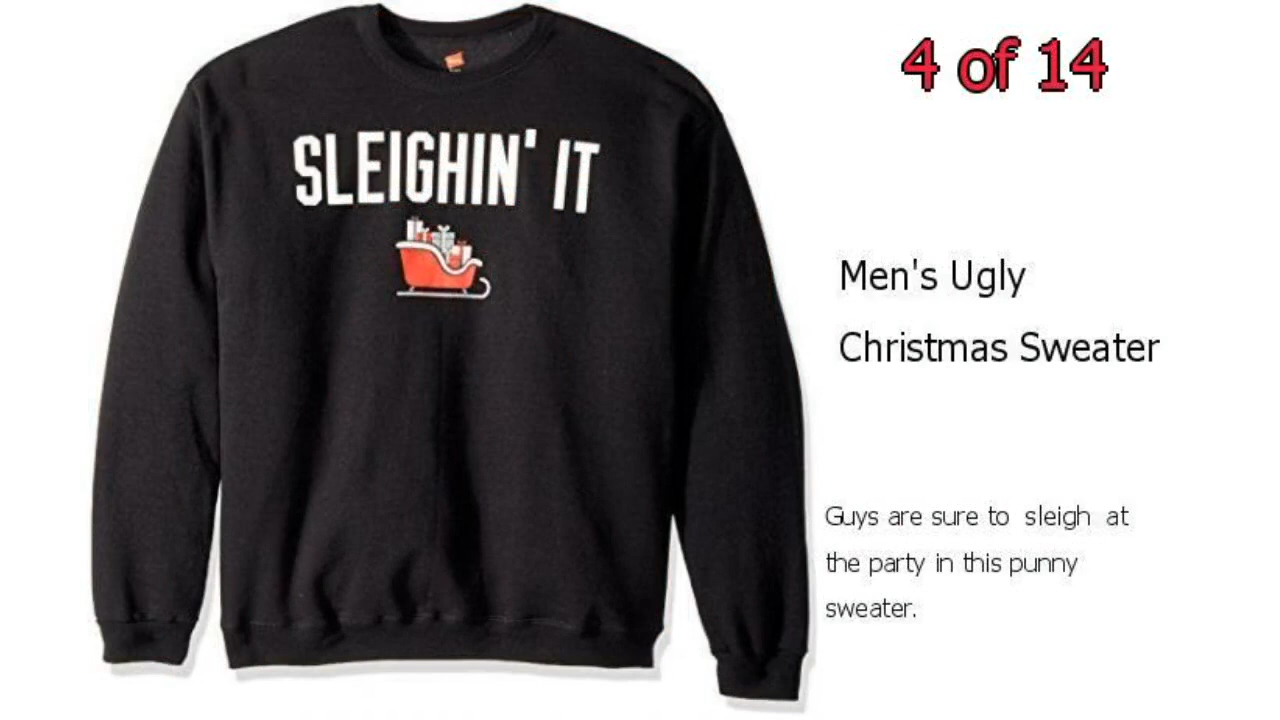 SLEIGHIN' IT
4 of 14
Men's Ugly
Christmas Sweater
Guys are sure to sleigh at
the party in this punny
sweater.